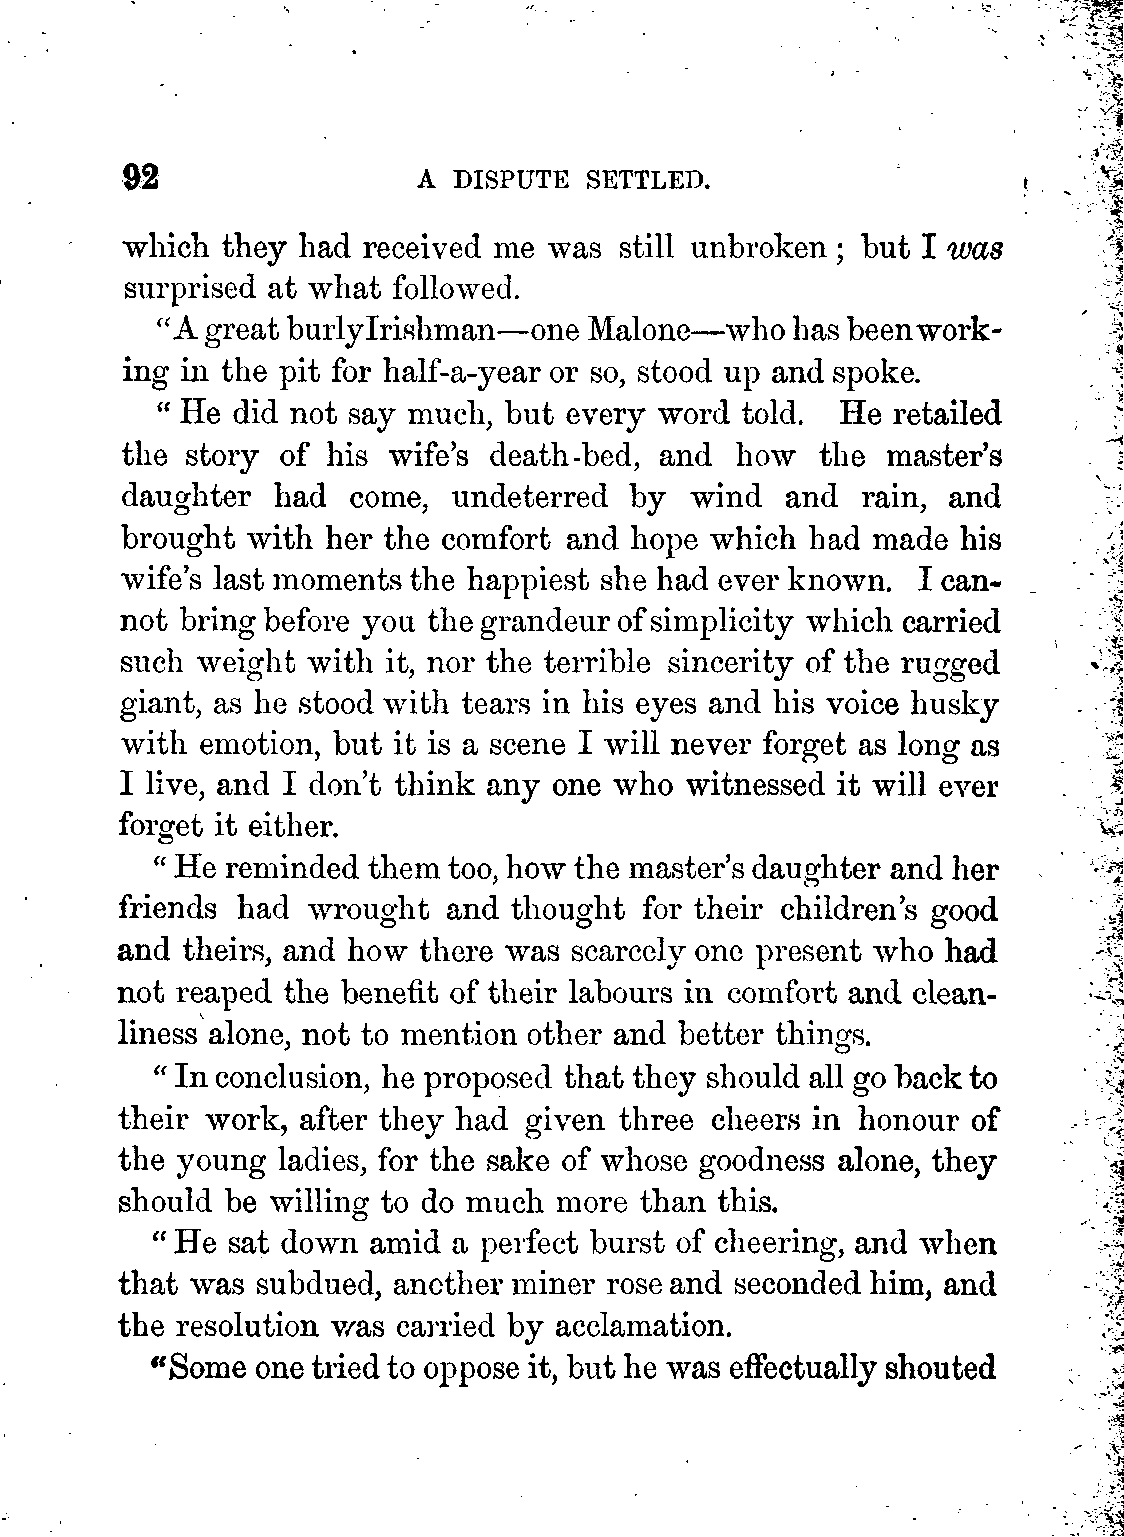 92 A DISPUTE SETTLED.
which they had received me was still unbroken; but I was
surprised at what followed.
“A great burly Irishman—one Malone—who has been work-
ing in the pit for half-a-year or so, stood up and spoke.
“He did not say much, but every word told. He retailed
the story of his wife’s death-bed, and how the master’s
daughter had come, undeterred by wind and rain, and
brought with her the comfort and hope which had made his
wife’s last moments the happiest she had ever known. I can-
not bring before you the grandeur of simplicity which carried
such weight with it, nor the terrible sincerity of the rugged
giant, as he stood with tears in his eyes and his voice husky
with emotion, but it is a scene I will never forget as long as
I live, and I don’t think any one who witnessed it will ever
forget it either.
“He reminded them too, how the master’s daughter and her
friends had wrought and thought for their children’s good
and theirs, and how there was scarcely one present who had
not reaped the benefit of their labours in comfort and clean-
liness alone, not to mention other and better things.
“In conclusion, he proposed that they should all go back to
their work, after they had given three cheers in honour of
the young ladies, for the sake of whose goodness alone, they
should be willing to do much more than this.
“He sat down amid a perfect burst of cheering, and when
that was subdued, another miner rose and seconded him, and
the resolution was carried by acclamation.
“Some one tried to oppose it, but he was effectually shouted